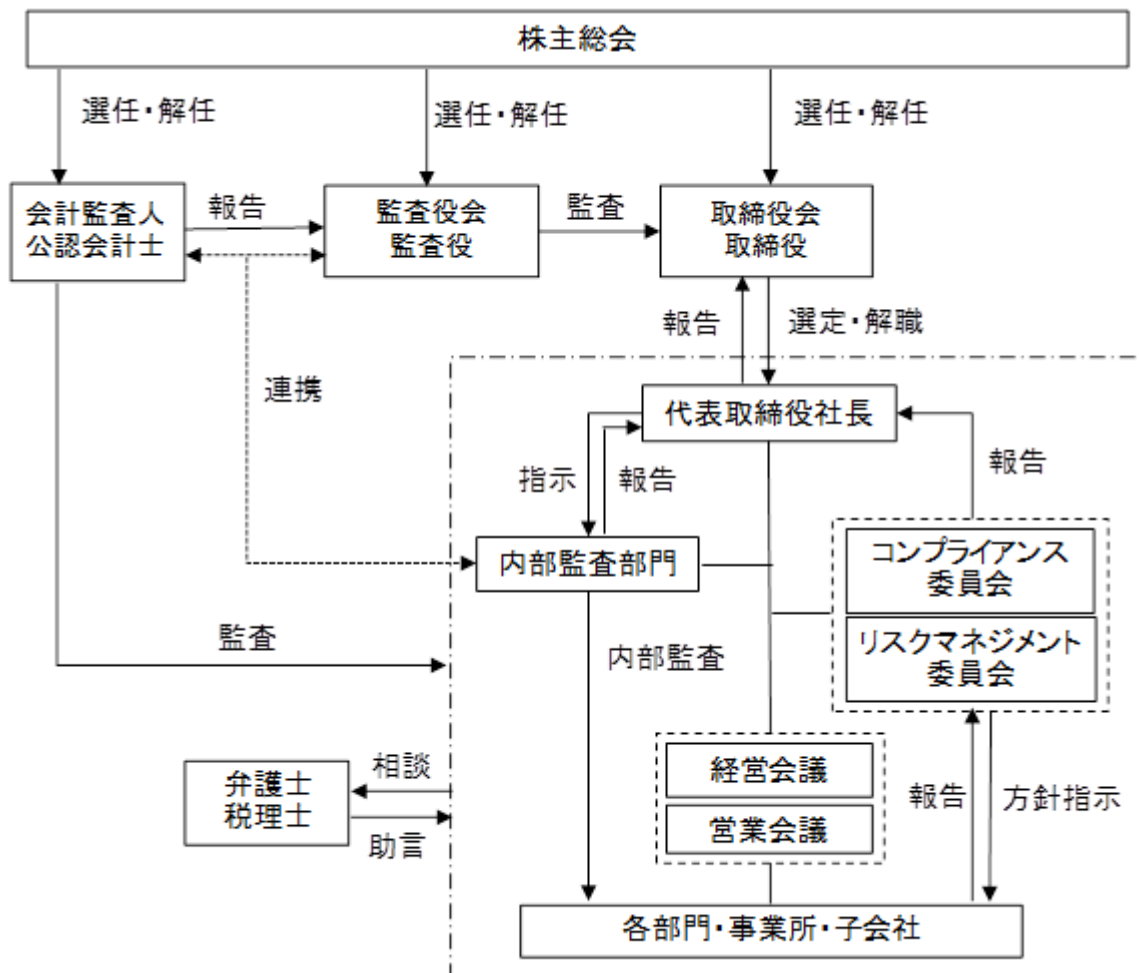 株主総会
選任・解任
選任・解任
選任・解任
会計監査人
公認会計士
報告
監査役会
監査役
監査
取締役会
取締役
報告
選定・解職
連携
代表取締役社長
指示
報告
報告
内部監査部門
コンプライアンス
委員会
リスクマネジメント
委員会
監査
内部監査
経営会議
営業会議
弁護士
税理士
相談
助言
報告
方針指示
各部門・事業所・子会社